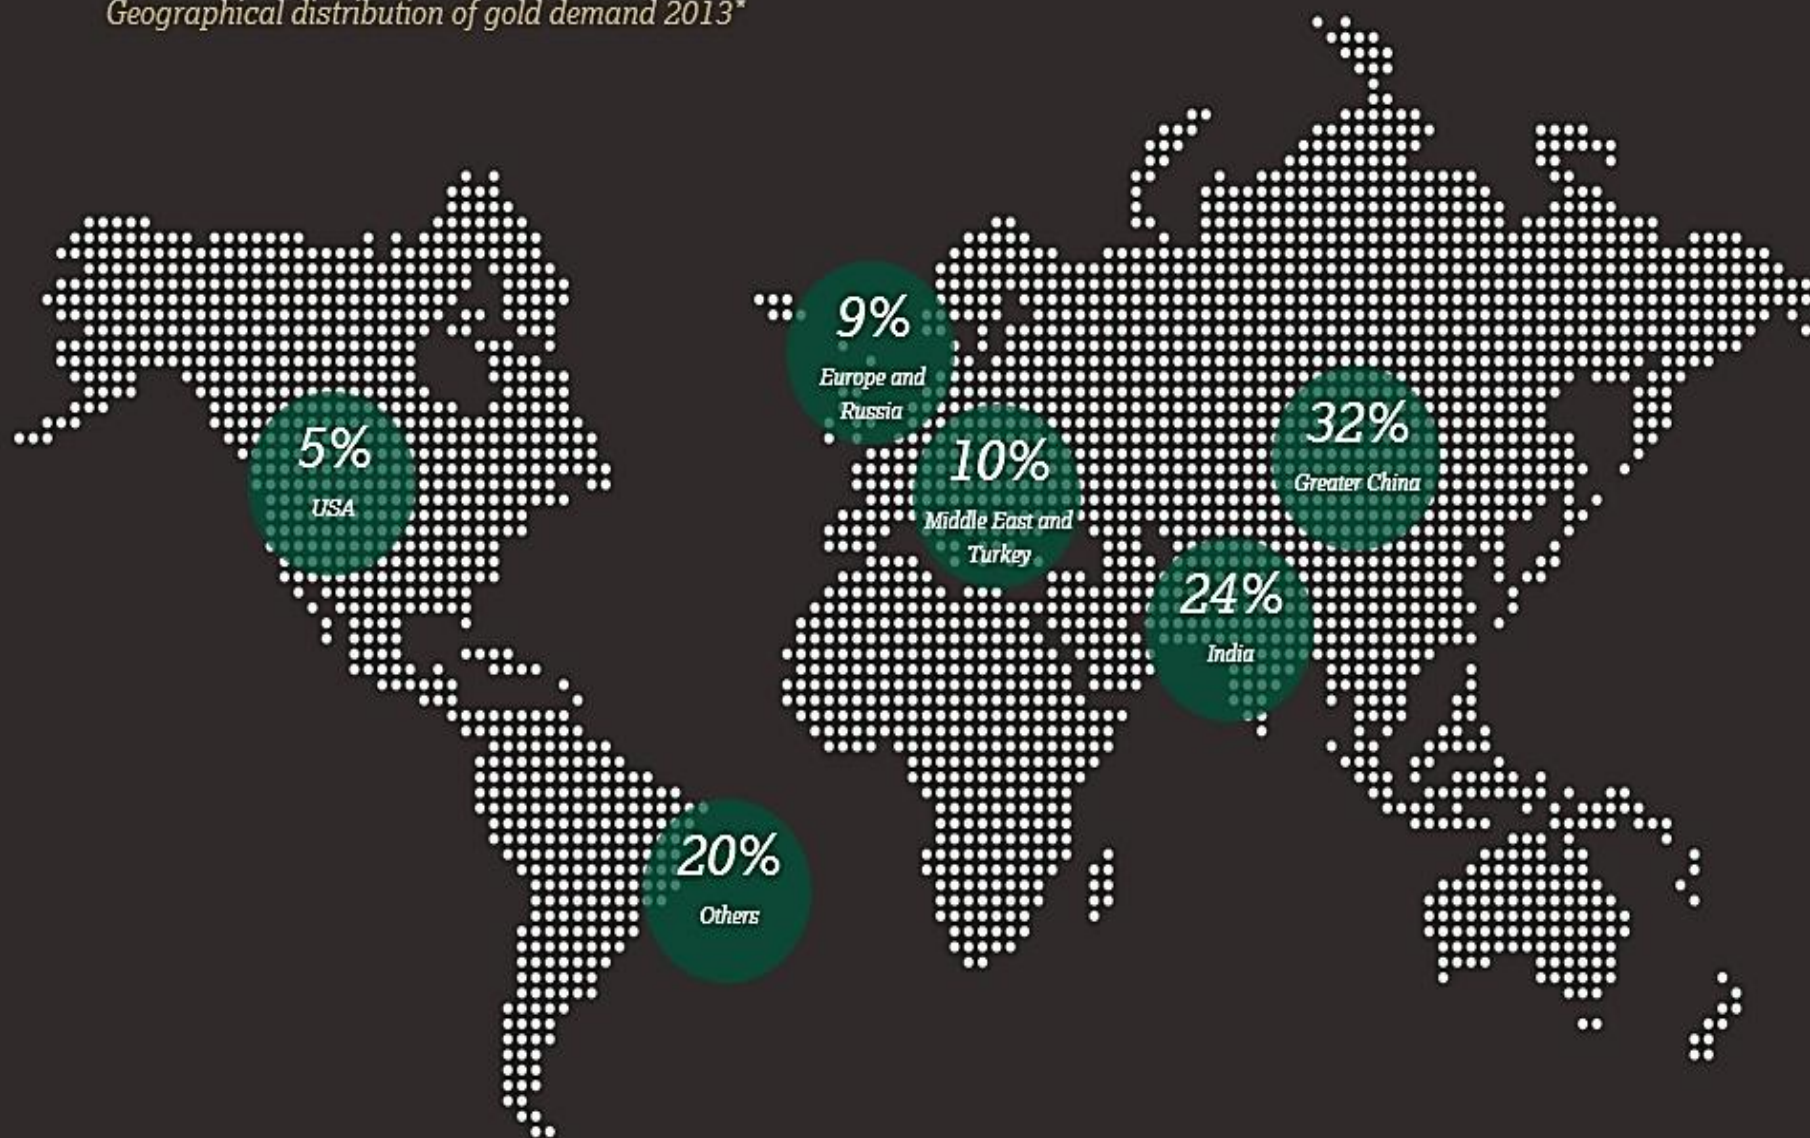 Geographical distribution of gold demand 2013*
9%
Europe and
Russia
5%
USA
10%
Middle East and
Turkey
32%
Greater China
24%
India
20%
Others